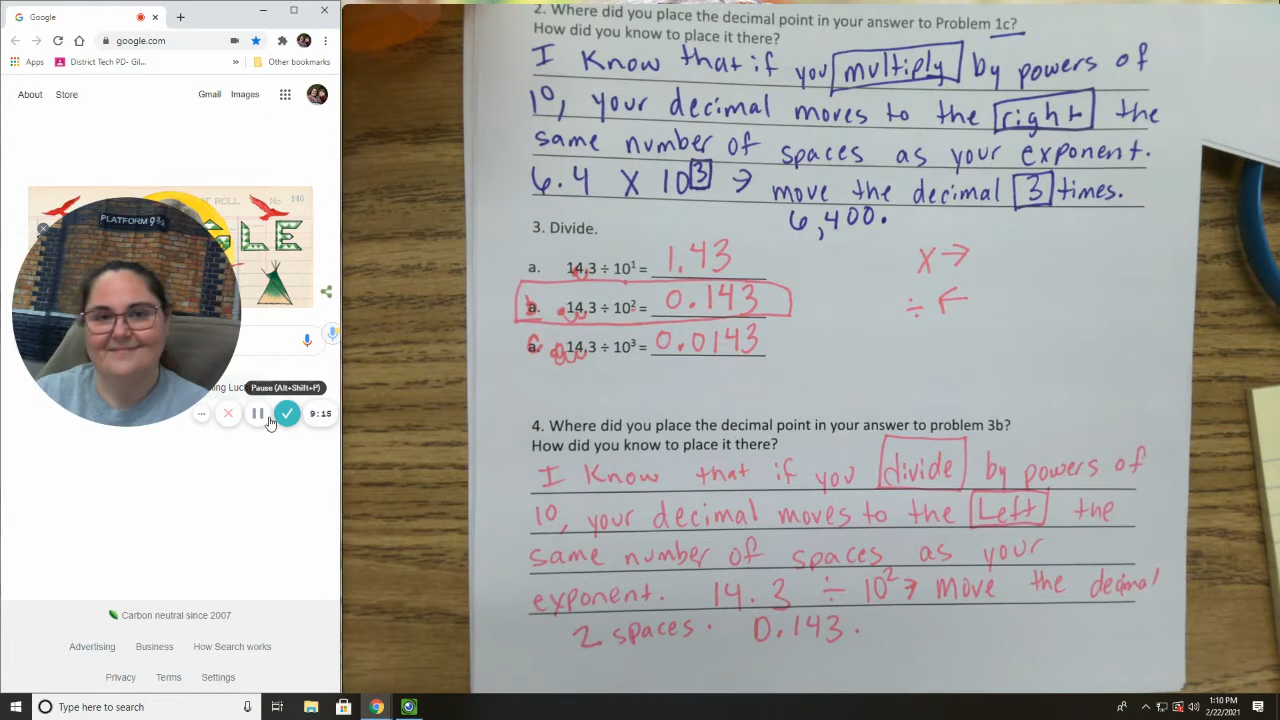 Google
google.com
Apps
District Tech PD- Gil...
»
Other bookmarks
About
Store
Gmail
Images
ROLL
No.
146
PLATFORM 9¾
GLE
ng Luc
Pause (Alt+Shift+P)
9:15
Carbon neutral since 2007
Advertising
Business
How Search works
Privacy
Terms
Settings
2. Where did you place the decimal point in your answer to Problem 1c?
How did you know to place it there?
I know that if you multiply by powers of
10, your decimal moves to the right the
same number of spaces as your exponent.
6.4 x 10³ → move the decimal 3 times.
6,400.
3. Divide.
a. 14.3 ÷ 10¹ = 1.43
x →
b. 14.3 ÷ 10² = 0.143
÷ ←
c. 14.3 ÷ 10³ = 0.0143
4. Where did you place the decimal point in your answer to problem 3b?
How did you know to place it there?
I know that if you divide by powers of
10, your decimal moves to the Left the
same number of spaces as your
exponent. 14.3 ÷ 10² → move the decimal
2 spaces. 0.143.
Type here to search
1:10 PM
2/22/2021